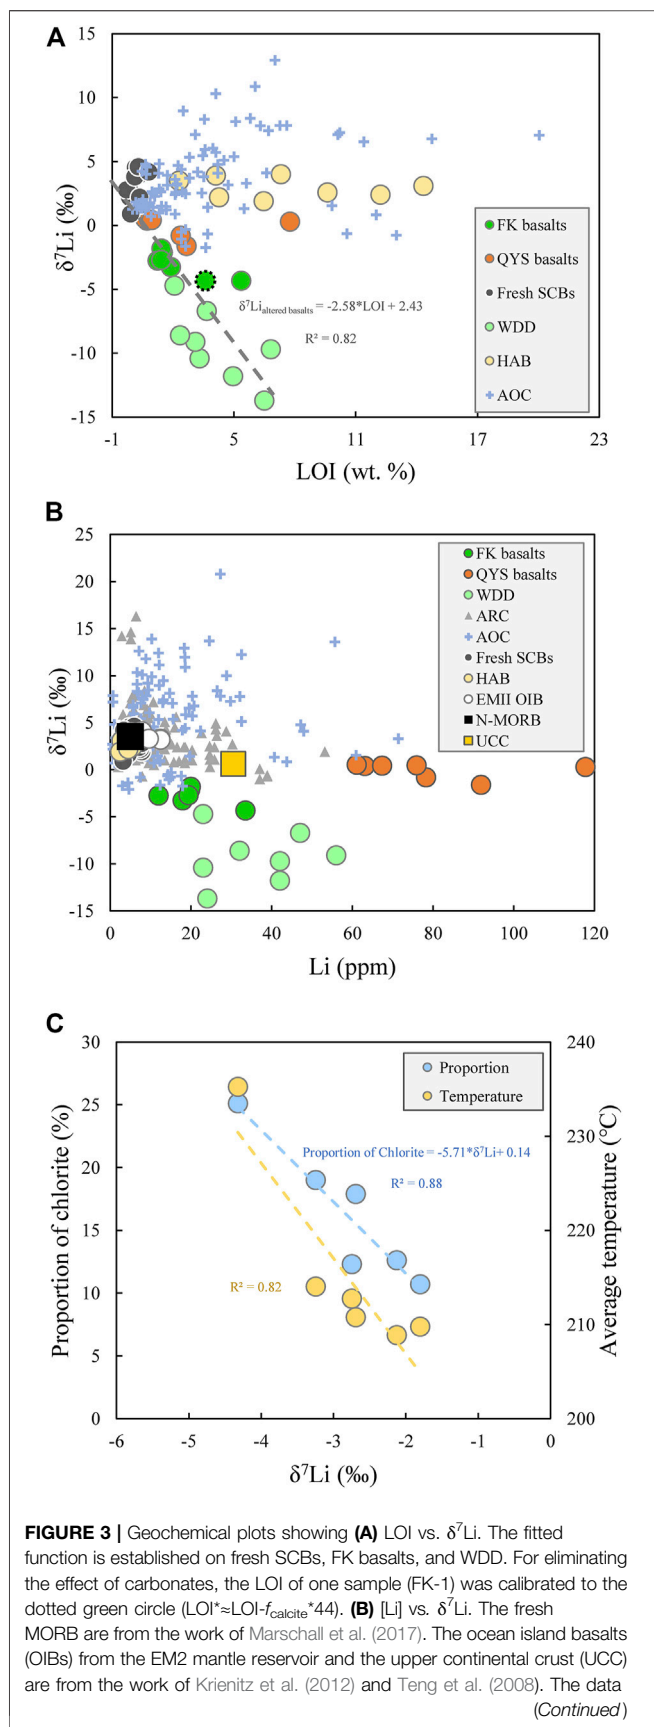 A
15
10
5
0
-5
-10
-15
δ⁷Li (‰)
-1
5
11
17
23
LOI (wt. %)
FK basalts
QYS basalts
Fresh SCBs
WDD
HAB
AOC
δ⁷Li altered basalts = -2.58*LOI + 2.43
R² = 0.82
B
25
20
15
10
5
0
-5
-10
-15
δ⁷Li (‰)
0
20
40
60
80
100
120
Li (ppm)
FK basalts
QYS basalts
WDD
ARC
AOC
Fresh SCBs
HAB
EMII OIB
N-MORB
UCC
C
30
25
20
15
10
5
0
Proportion of chlorite (%)
240
230
220
210
200
Average temperature (°C)
-6
-5
-4
-3
-2
-1
0
δ⁷Li (‰)
Proportion
Temperature
Proportion of Chlorite = -5.71*δ⁷Li+ 0.14
R² = 0.88
R² = 0.82
FIGURE 3 | Geochemical plots showing (A) LOI vs. δ⁷Li. The fitted
function is established on fresh SCBs, FK basalts, and WDD. For eliminating
the effect of carbonates, the LOI of one sample (FK-1) was calibrated to the
dotted green circle (LOI*≈LOI-fcalcite*44). (B) [Li] vs. δ⁷Li. The fresh
MORB are from the work of Marschall et al. (2017). The ocean island basalts
(OIBs) from the EM2 mantle reservoir and the upper continental crust (UCC)
are from the work of Krienitz et al. (2012) and Teng et al. (2008). The data
(Continued)